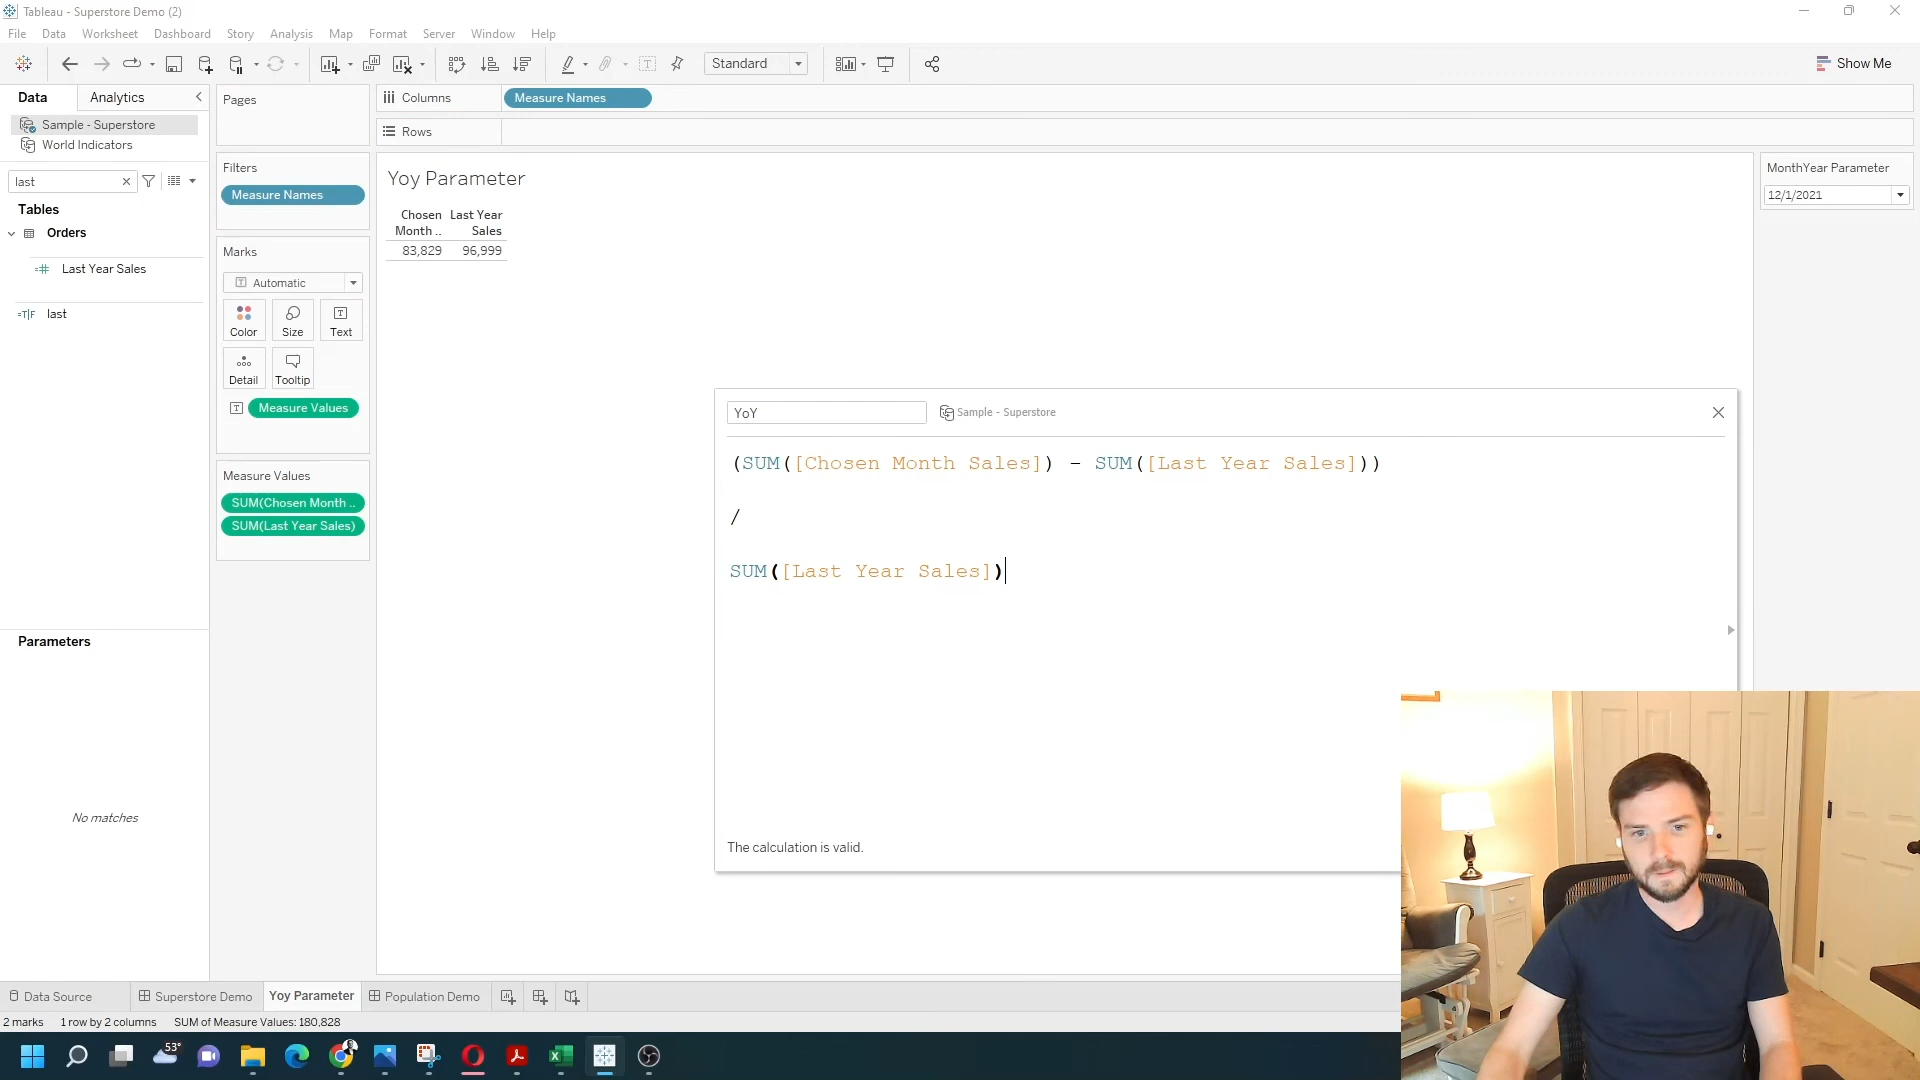 Tableau - Superstore Demo (2)
File Data Worksheet Dashboard Story Analysis Map Format Server Window Help
Standard
Show Me
Data Analytics
Sample - Superstore
World Indicators
last
Tables
Orders
Last Year Sales
last
Parameters
No matches
Pages
Filters
Measure Names
Marks
Automatic
Color Size Text
Detail Tooltip
Measure Values
Measure Values
SUM(Chosen Month ..
SUM(Last Year Sales)
Columns Measure Names
Rows
Yoy Parameter
Chosen Last Year
Month .. Sales
83,829 96,999
MonthYear Parameter
12/1/2021
YoY Sample - Superstore
(SUM([Chosen Month Sales]) - SUM([Last Year Sales]))
/
SUM([Last Year Sales])
The calculation is valid.
Data Source Superstore Demo Yoy Parameter Population Demo
2 marks 1 row by 2 columns SUM of Measure Values: 180,828
53°